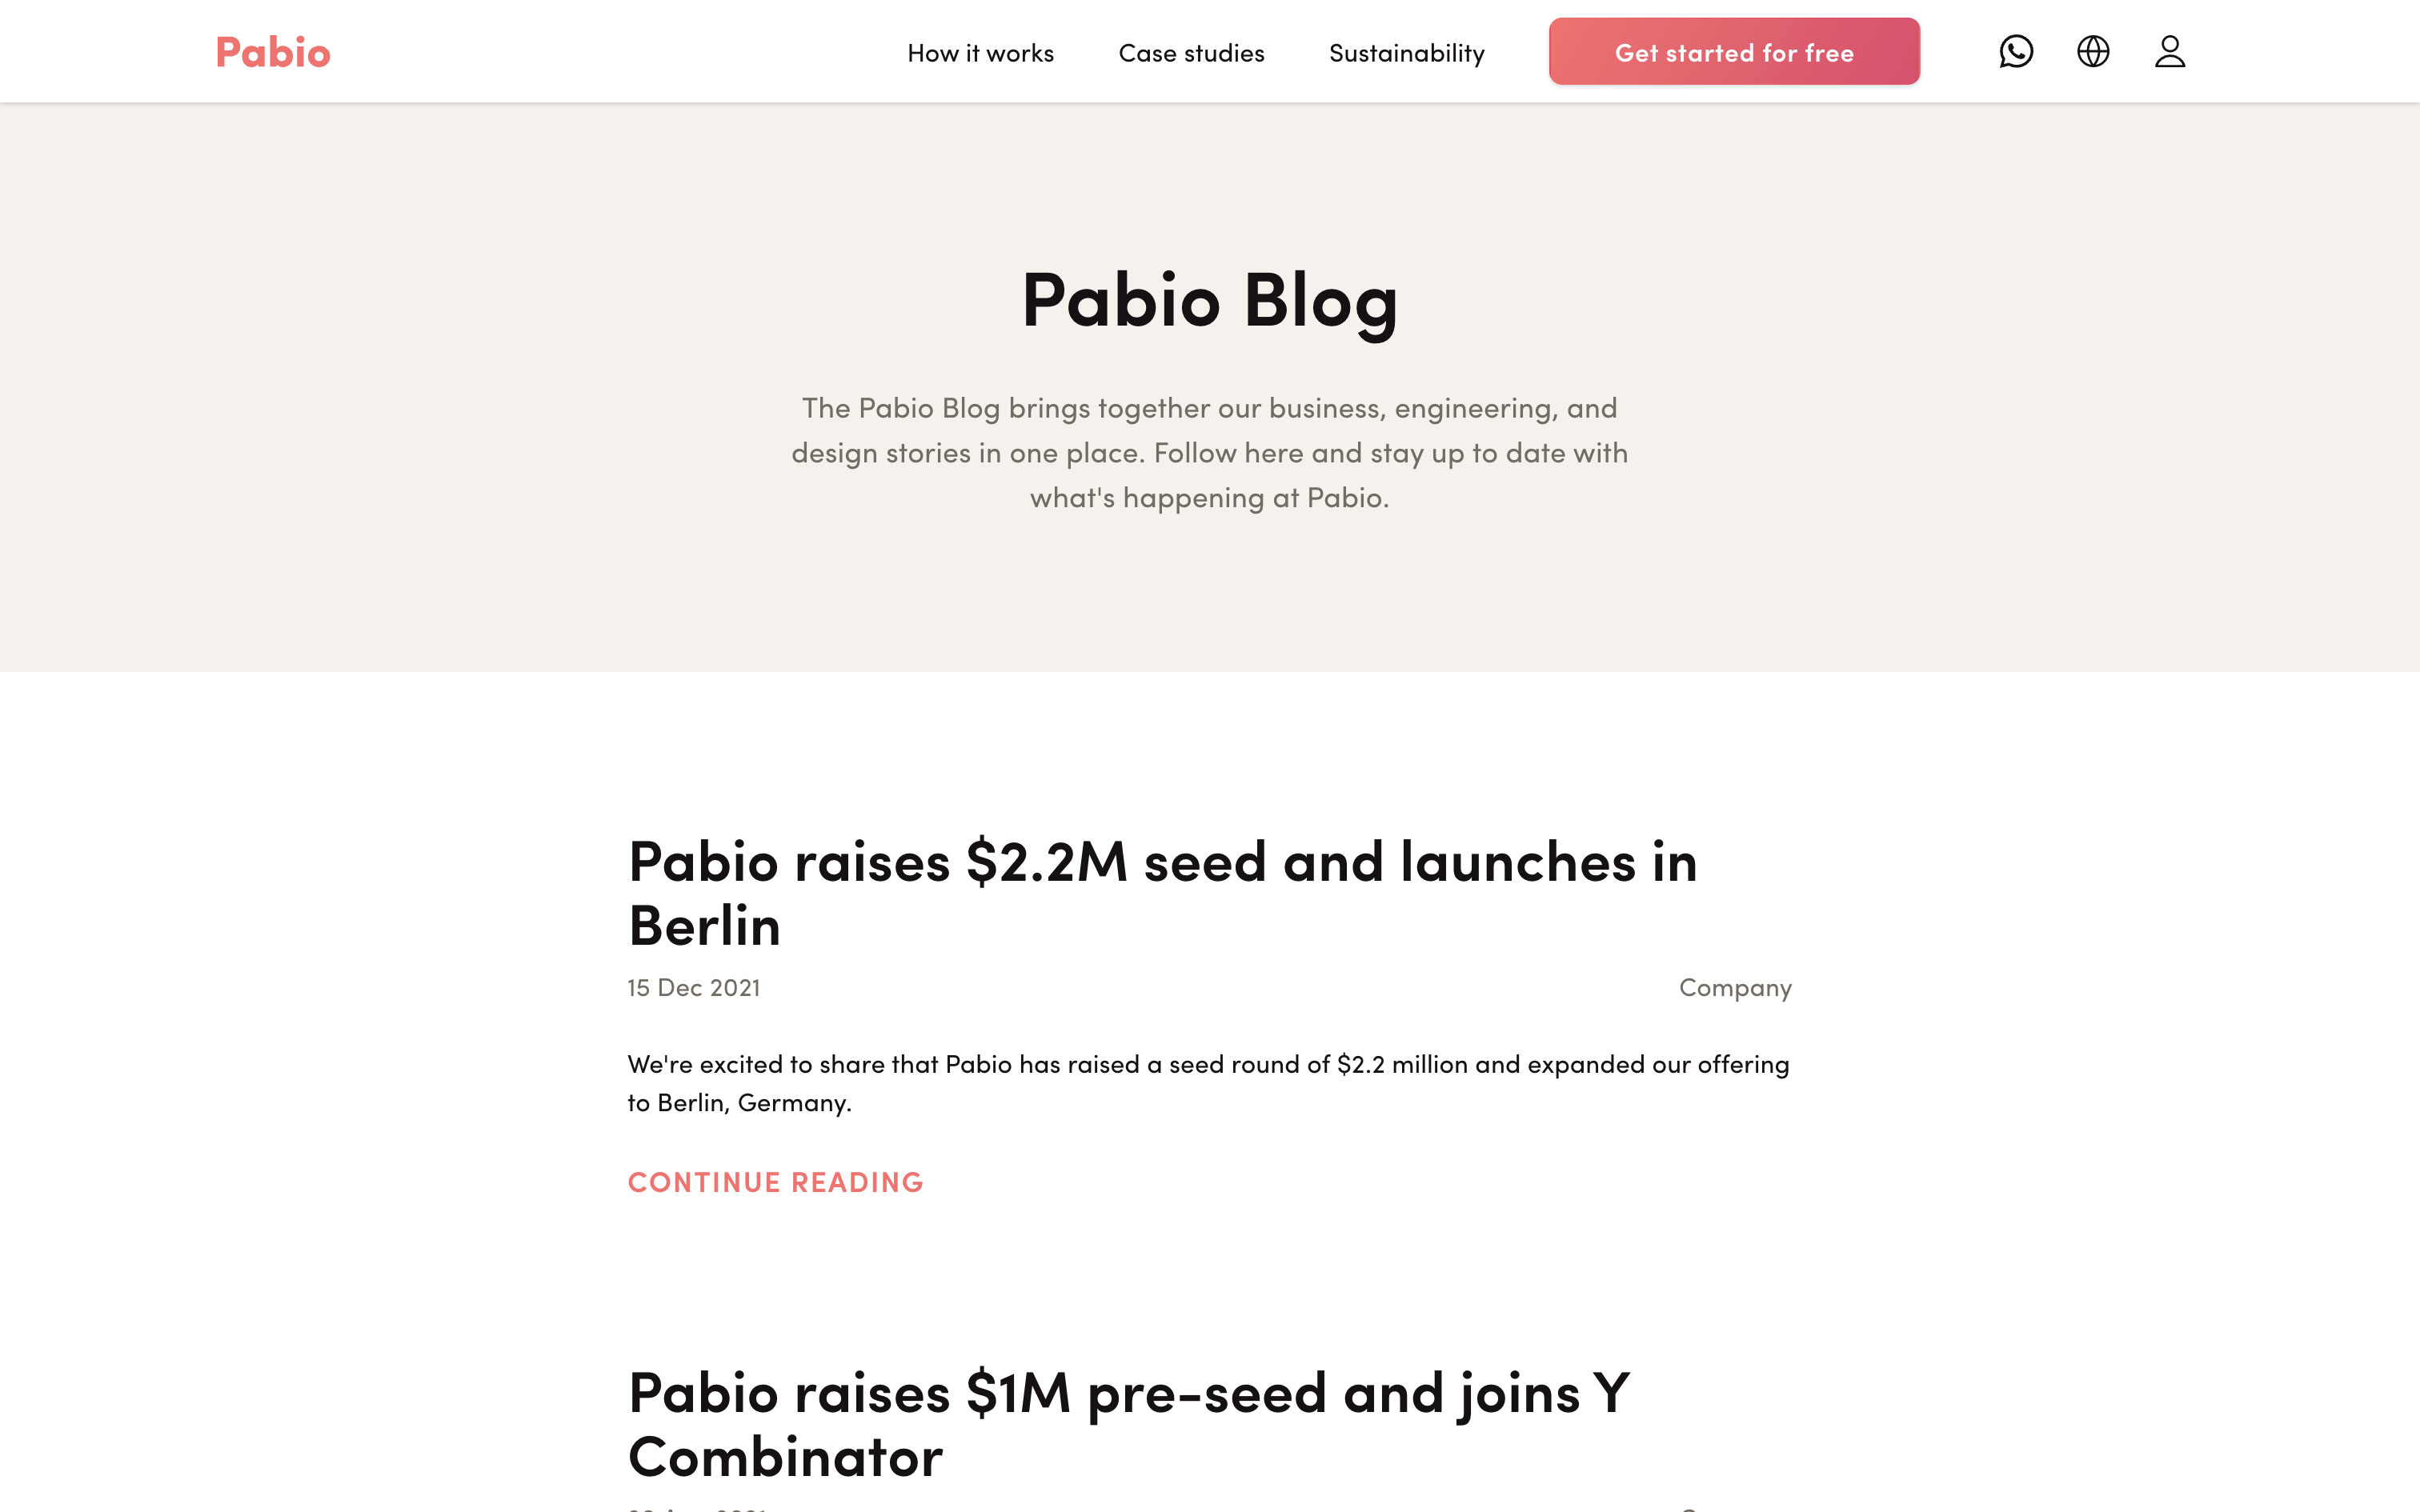 Pabio
How it works
Case studies
Sustainability
Get started for free
Pabio Blog
The Pabio Blog brings together our business, engineering, and
design stories in one place. Follow here and stay up to date with
what's happening at Pabio.
Pabio raises $2.2M seed and launches in
Berlin
15 Dec 2021
Company
We're excited to share that Pabio has raised a seed round of $2.2 million and expanded our offering
to Berlin, Germany.
CONTINUE READING
Pabio raises $1M pre-seed and joins Y
Combinator